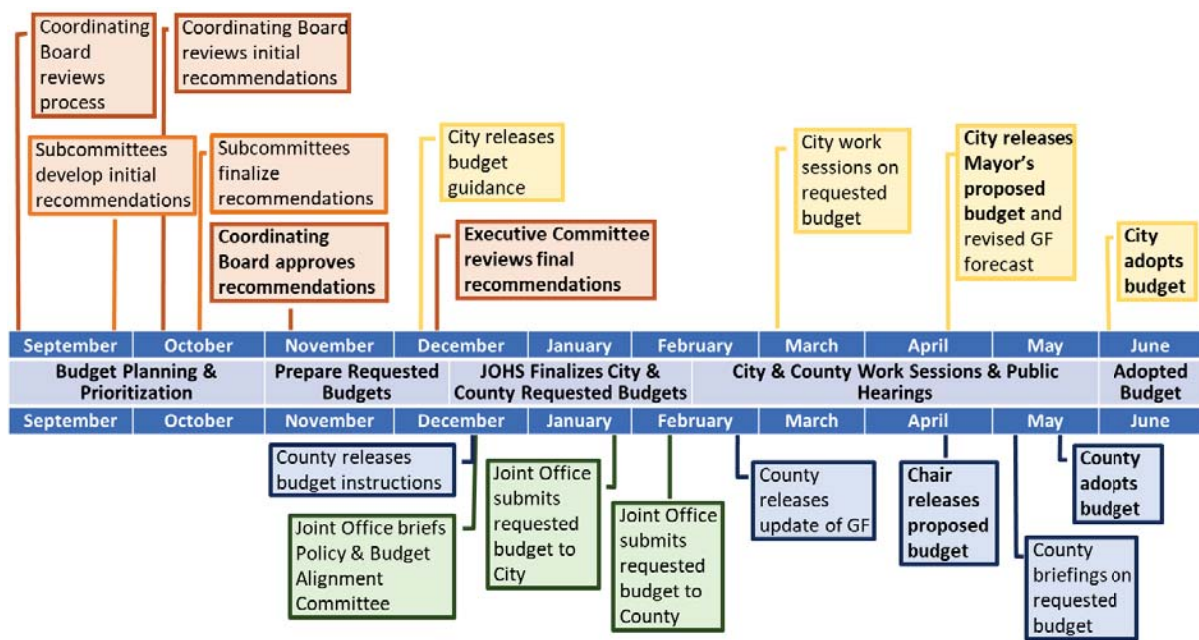 Coordinating
Board
reviews
process
Coordinating Board
reviews initial
recommendations
Subcommittees
develop initial
recommendations
Subcommittees
finalize
recommendations
Coordinating
Board approves
recommendations
City releases
budget
guidance
Executive Committee
reviews final
recommendations
City work
sessions on
requested
budget
City releases
Mayor's
proposed
budget and
revised GF
forecast
City
adopts
budget
September October November December January February March April May June
Budget Planning &
Prioritization
Prepare Requested
Budgets
JOHS Finalizes City &
County Requested Budgets
City & County Work Sessions & Public
Hearings
Adopted
Budget
September October November December January February March April May June
County releases
budget instructions
Joint Office briefs
Policy & Budget
Alignment
Committee
Joint Office
submits
requested
budget to
City
Joint Office
submits
requested
budget to
County
County
releases
update of GF
Chair
releases
proposed
budget
County
briefings on
requested
budget
County
adopts
budget